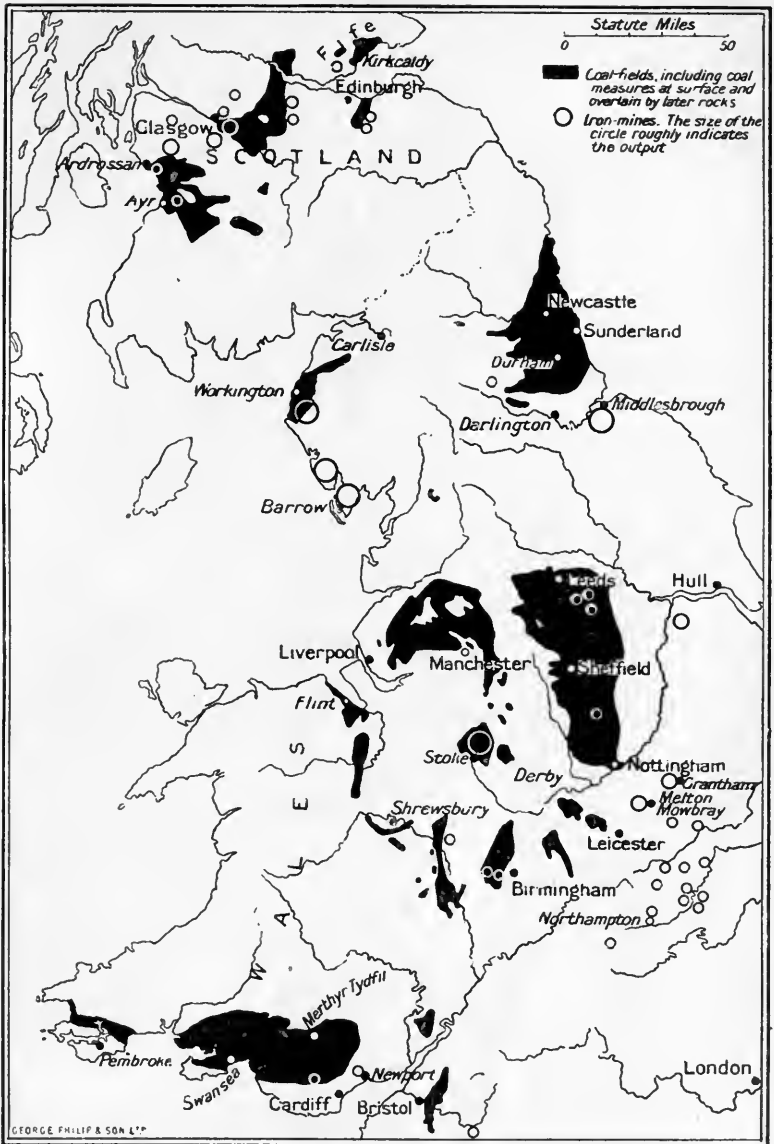 Statute Miles
0 50
Coal-fields, including coal
measures at surface and
overlain by later rocks
Iron-mines. The size of the
circle roughly indicates
the output
Fife
Kirkcaldy
Edinburgh
Glasgow
SCOTLAND
Ardrossan
Ayr
Newcastle
Sunderland
Carlisle
Durham
Workington
Middlesbrough
Darlington
Barrow
Leeds
Hull
Liverpool
Manchester
Sheffield
Flint
Stoke
Derby
Nottingham
Grantham
Melton
Mowbray
Shrewsbury
Leicester
Birmingham
Northampton
WALES
Merthyr Tydfil
Pembroke
Swansea
Newport
Cardiff
Bristol
London
GEORGE PHILIP & SON LTD